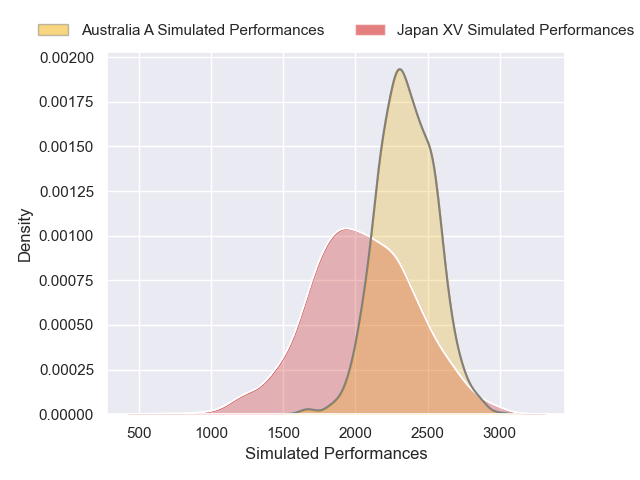 Australia A Simulated Performances
Japan XV Simulated Performances
0.00200
0.00175
0.00150
0.00125
0.00100
0.00075
0.00050
0.00025
0.00000
Density
500 1000 1500 2000 2500 3000
Simulated Performances